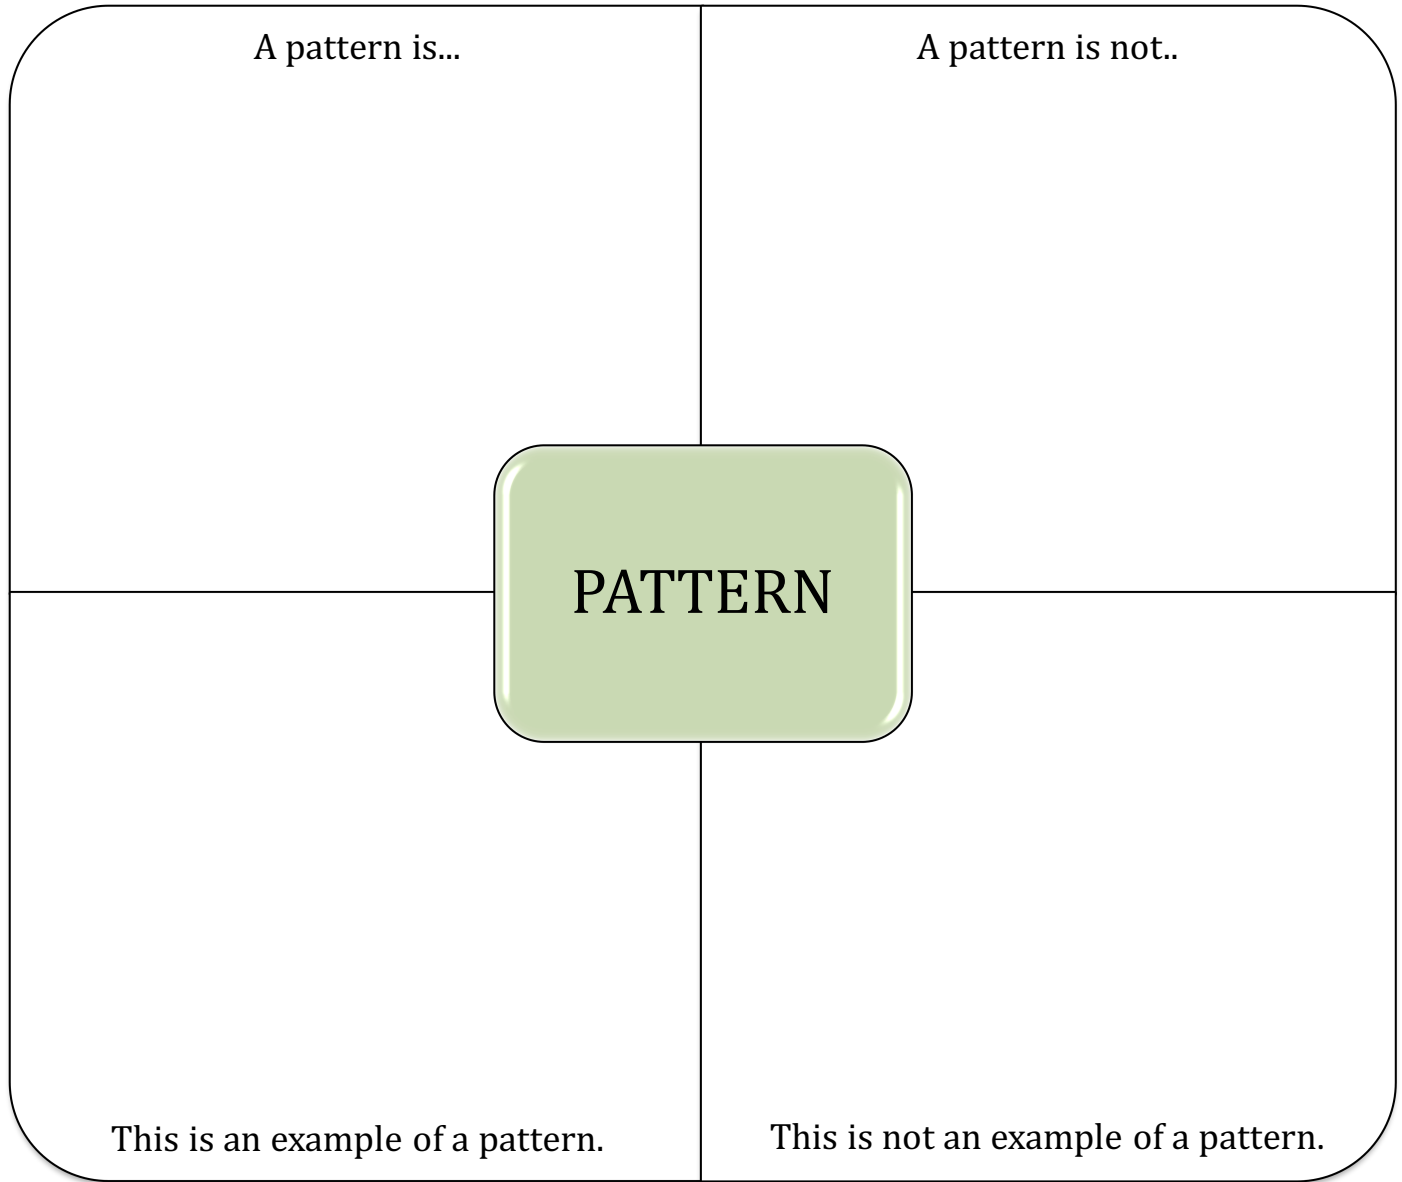 A pattern is...
A pattern is not..
PATTERN
This is an example of a pattern.
This is not an example of a pattern.